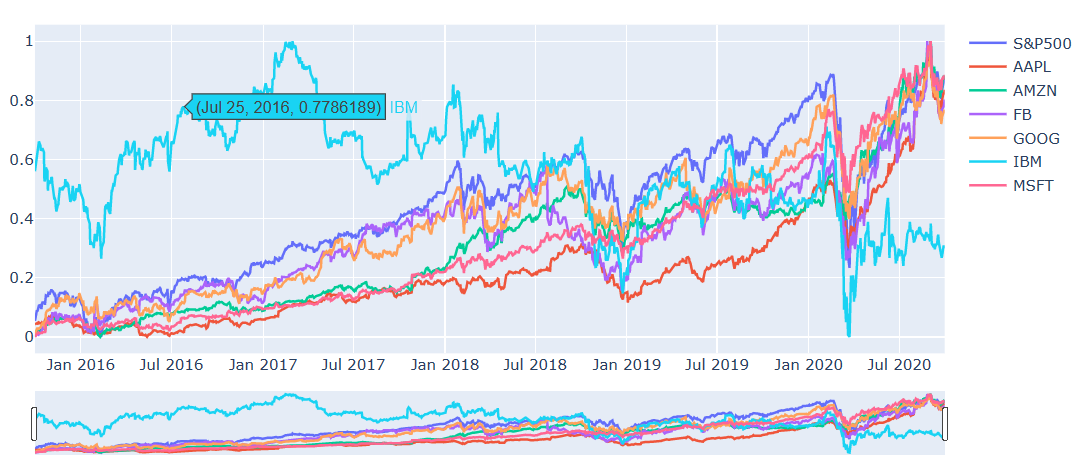 1
0.8
0.6
0.4
0.2
0
(Jul 25, 2016, 0.7786189) IBM
Jan 2016 Jul 2016 Jan 2017 Jul 2017 Jan 2018 Jul 2018 Jan 2019 Jul 2019 Jan 2020 Jul 2020
S&P500
AAPL
AMZN
FB
GOOG
IBM
MSFT